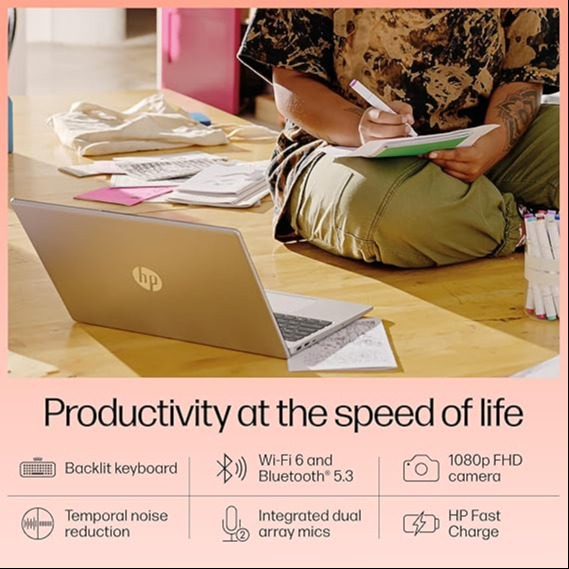 hp
Productivity at the speed of life
Backlit keyboard
Wi-Fi 6 and
Bluetooth® 5.3
1080p FHD
camera
Temporal noise
reduction
2
Integrated dual
array mics
HP Fast
Charge